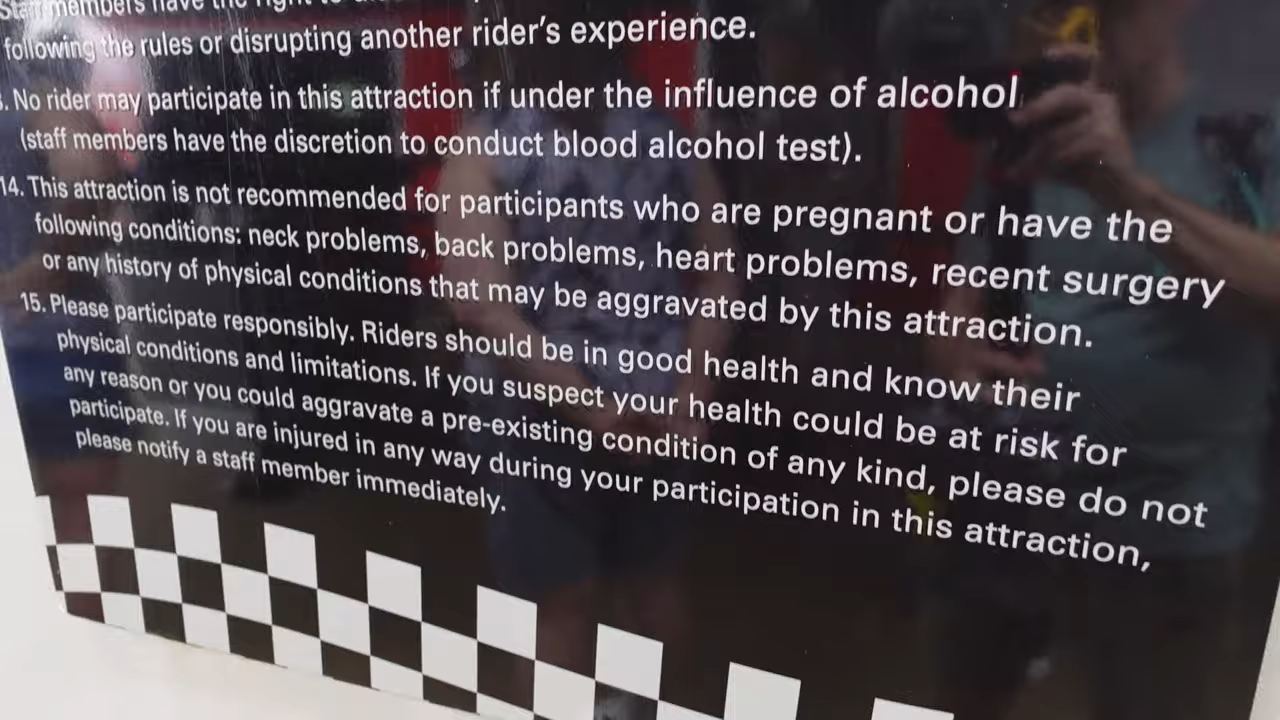 Staff members have the right to
following the rules or disrupting another rider's experience.
. No rider may participate in this attraction if under the influence of alcohol
(staff members have the discretion to conduct blood alcohol test).
14. This attraction is not recommended for participants who are pregnant or have the
following conditions: neck problems, back problems, heart problems, recent surgery
or any history of physical conditions that may be aggravated by this attraction.
15. Please participate responsibly. Riders should be in good health and know their
physical conditions and limitations. If you suspect your health could be at risk for
any reason or you could aggravate a pre-existing condition of any kind, please do not
participate. If you are injured in any way during your participation in this attraction,
please notify a staff member immediately.